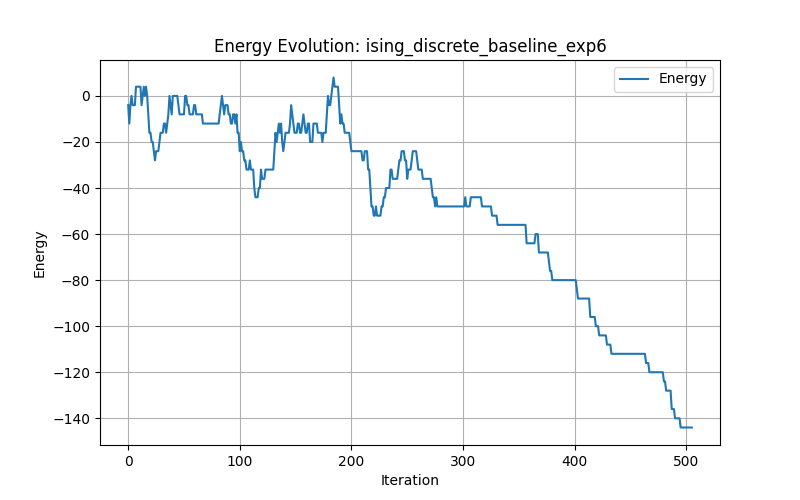 Energy Evolution: ising_discrete_baseline_exp6
Energy
0
−20
−40
−60
−80
−100
−120
−140
Energy
0 100 200 300 400 500
Iteration